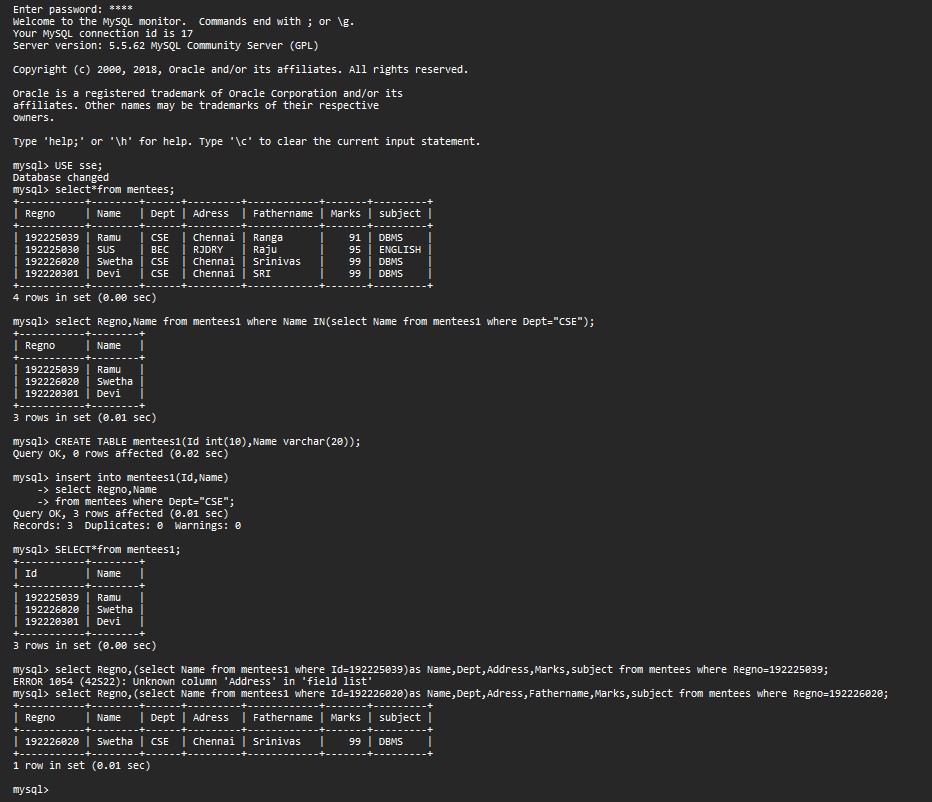 Enter password: ****
Welcome to the MySQL monitor.  Commands end with ; or \g.
Your MySQL connection id is 17
Server version: 5.5.62 MySQL Community Server (GPL)

Copyright (c) 2000, 2018, Oracle and/or its affiliates. All rights reserved.

Oracle is a registered trademark of Oracle Corporation and/or its
affiliates. Other names may be trademarks of their respective
owners.

Type 'help;' or '\h' for help. Type '\c' to clear the current input statement.

mysql> USE sse;
Database changed
mysql> select*from mentees;
+-----------+--------+------+---------+------------+-------+---------+
| Regno     | Name   | Dept | Adress  | Fathername | Marks | subject |
+-----------+--------+------+---------+------------+-------+---------+
| 192225039 | Ramu   | CSE  | Chennai | Ranga      |    91 | DBMS    |
| 192225030 | SUS    | BEC  | RJDRY   | Raju       |    95 | ENGLISH |
| 192226020 | Swetha | CSE  | Chennai | Srinivas   |    99 | DBMS    |
| 192220301 | Devi   | CSE  | Chennai | SRI        |    99 | DBMS    |
+-----------+--------+------+---------+------------+-------+---------+
4 rows in set (0.00 sec)

mysql> select Regno,Name from mentees1 where Name IN(select Name from mentees1 where Dept="CSE");
+-----------+--------+
| Regno     | Name   |
+-----------+--------+
| 192225039 | Ramu   |
| 192226020 | Swetha |
| 192220301 | Devi   |
+-----------+--------+
3 rows in set (0.01 sec)

mysql> CREATE TABLE mentees1(Id int(10),Name varchar(20));
Query OK, 0 rows affected (0.02 sec)

mysql> insert into mentees1(Id,Name)
    -> select Regno,Name
    -> from mentees where Dept="CSE";
Query OK, 3 rows affected (0.01 sec)
Records: 3  Duplicates: 0  Warnings: 0

mysql> SELECT*from mentees1;
+-----------+--------+
| Id        | Name   |
+-----------+--------+
| 192225039 | Ramu   |
| 192226020 | Swetha |
| 192220301 | Devi   |
+-----------+--------+
3 rows in set (0.00 sec)

mysql> select Regno,(select Name from mentees1 where Id=192225039)as Name,Dept,Address,Marks,subject from mentees where Regno=192225039;
ERROR 1054 (42S22): Unknown column 'Address' in 'field list'
mysql> select Regno,(select Name from mentees1 where Id=192226020)as Name,Dept,Adress,Fathername,Marks,subject from mentees where Regno=192226020;
+-----------+--------+------+---------+------------+-------+---------+
| Regno     | Name   | Dept | Adress  | Fathername | Marks | subject |
+-----------+--------+------+---------+------------+-------+---------+
| 192226020 | Swetha | CSE  | Chennai | Srinivas   |    99 | DBMS    |
+-----------+--------+------+---------+------------+-------+---------+
1 row in set (0.01 sec)

mysql>